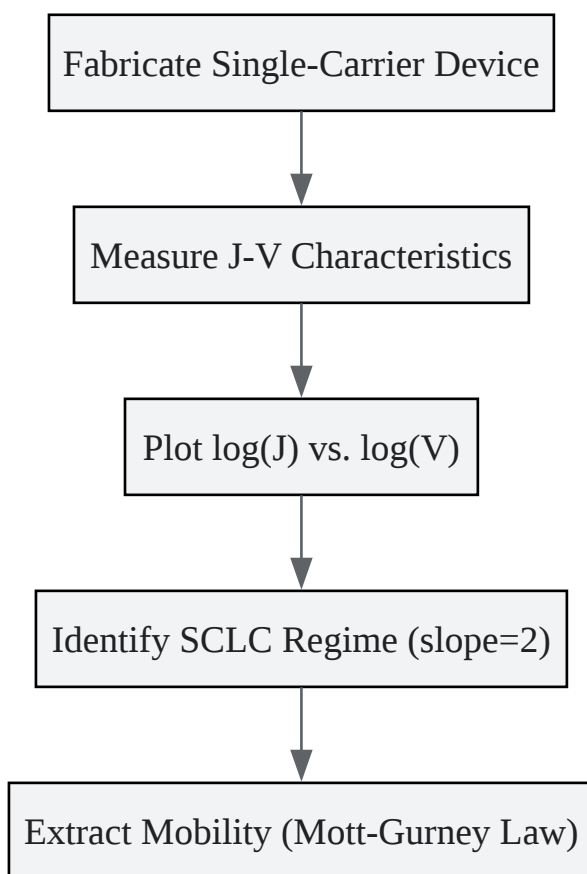 Fabricate Single-Carrier Device
Measure J-V Characteristics
Plot log(J) vs. log(V)
Identify SCLC Regime (slope=2)
Extract Mobility (Mott-Gurney Law)